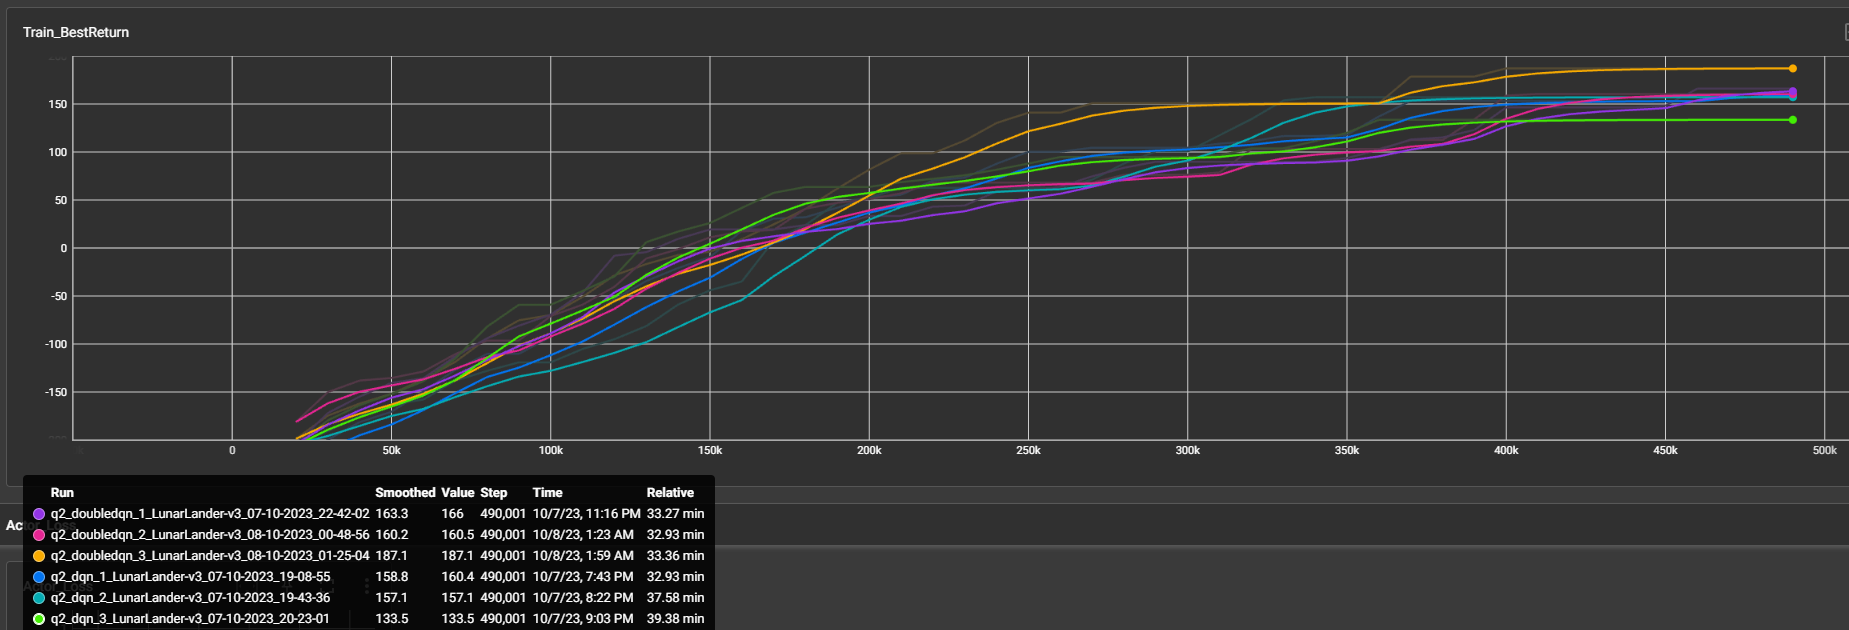 Train_BestReturn
150
100
50
0
-50
-100
-150
0 50k 100k 150k 200k 250k 300k 350k 400k 450k 500k
Run Smoothed Value Step Time Relative
q2_doubledqn_1_LunarLander-v3_07-10-2023_22-42-02 163.3 166 490,001 10/7/23, 11:16 PM 33.27 min
Actor_Loss
q2_doubledqn_2_LunarLander-v3_08-10-2023_00-48-56 160.2 160.5 490,001 10/8/23, 1:23 AM 32.93 min
q2_doubledqn_3_LunarLander-v3_08-10-2023_01-25-04 187.1 187.1 490,001 10/8/23, 1:59 AM 33.36 min
q2_dqn_1_LunarLander-v3_07-10-2023_19-08-55 158.8 160.4 490,001 10/7/23, 7:43 PM 32.93 min
Actor_Loss
q2_dqn_2_LunarLander-v3_07-10-2023_19-43-36 157.1 157.1 490,001 10/7/23, 8:22 PM 37.58 min
q2_dqn_3_LunarLander-v3_07-10-2023_20-23-01 133.5 133.5 490,001 10/7/23, 9:03 PM 39.38 min